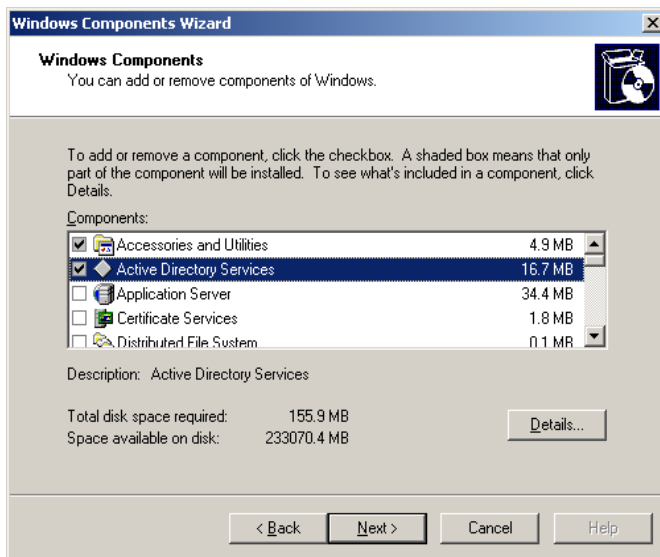 Windows Components Wizard
Windows Components
You can add or remove components of Windows.
To add or remove a component, click the checkbox. A shaded box means that only
part of the component will be installed. To see what's included in a component, click
Details.
Components:
Accessories and Utilities 4.9 MB
Active Directory Services 16.7 MB
Application Server 34.4 MB
Certificate Services 1.8 MB
Distributed File System 0.1 MB
Description: Active Directory Services
Total disk space required: 155.9 MB
Space available on disk: 233070.4 MB
Details...
< Back Next > Cancel Help